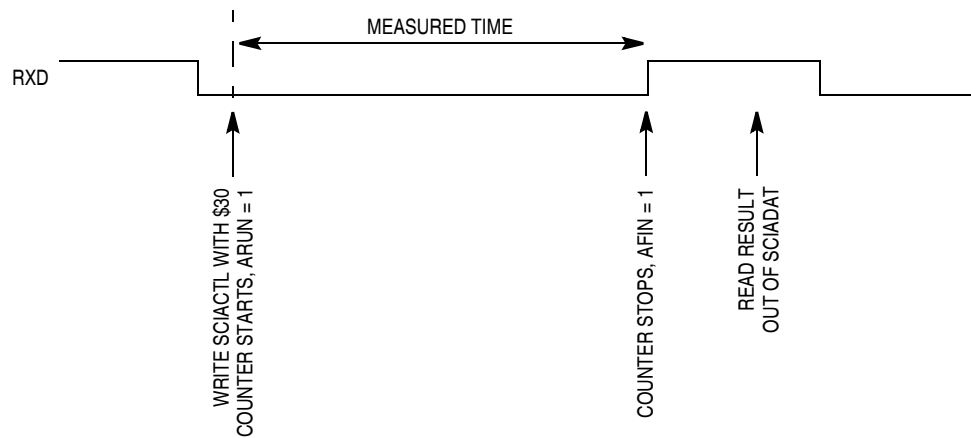 MEASURED TIME
RXD
WRITE SCIACTL WITH $30
COUNTER STARTS, ARUN = 1
COUNTER STOPS, AFIN = 1
READ RESULT
OUT OF SCIADAT